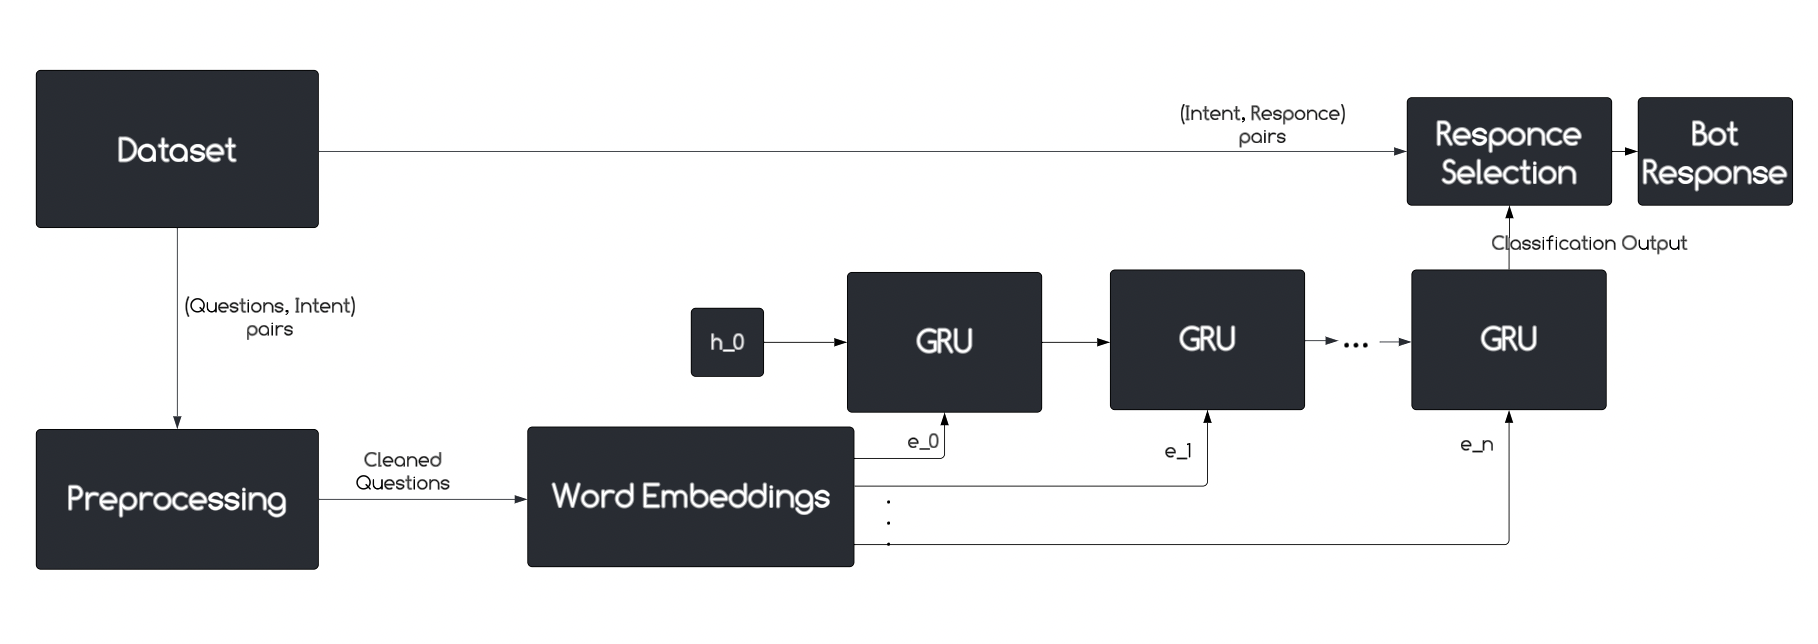 Dataset
(Intent, Responce)
pairs
Responce
Selection
Bot
Response
Classification Output
(Questions, Intent)
pairs
h_0
GRU
GRU
...
GRU
e_0
e_1
e_n
Preprocessing
Cleaned
Questions
Word Embeddings